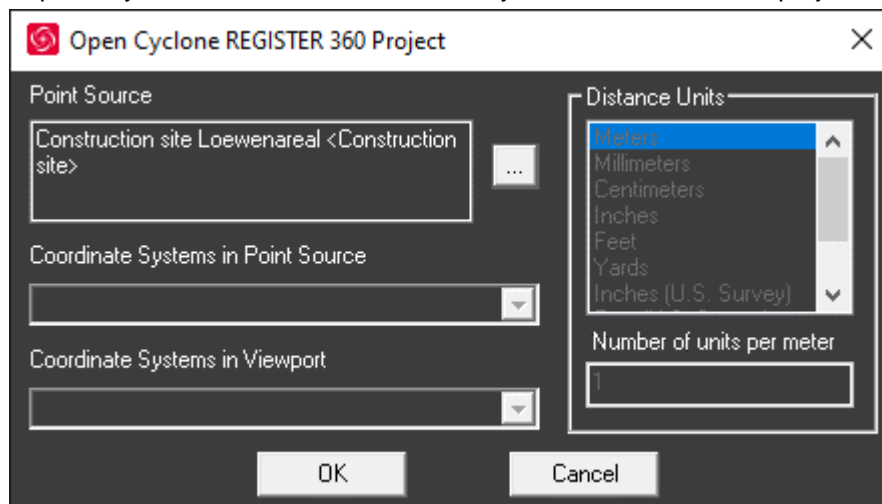 Open Cyclone REGISTER 360 Project
Point Source
Construction site Loewenareal <Construction
site>
...
Coordinate Systems in Point Source
Coordinate Systems in Viewport
Distance Units
Meters
Millimeters
Centimeters
Inches
Feet
Yards
Inches (U.S. Survey)
Number of units per meter
1
OK
Cancel